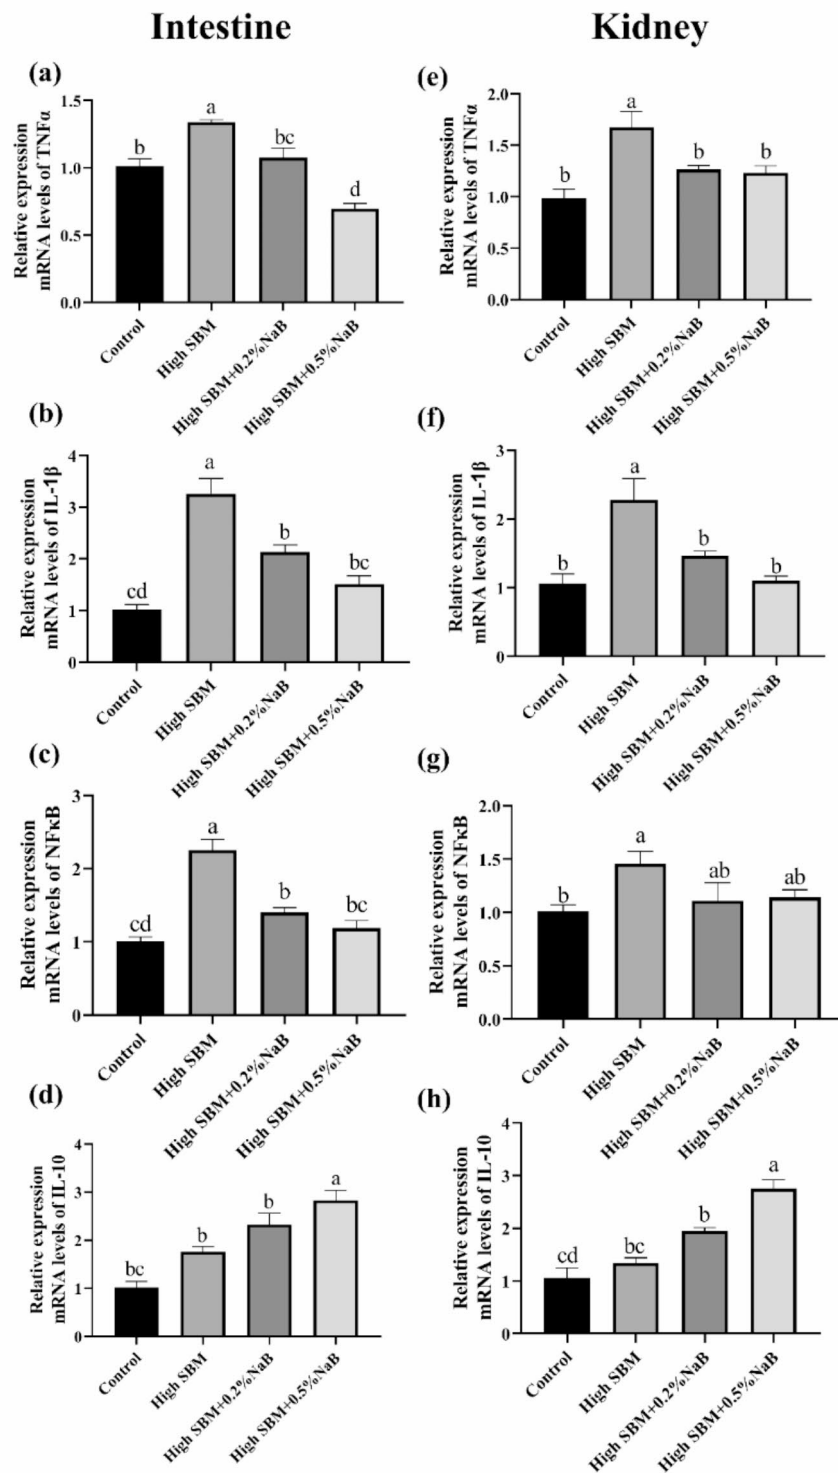 Intestine
Kidney
(a)
Relative expression
mRNA levels of TNFα
1.5
1.0
0.5
0.0
b
a
bc
d
Control
High SBM
High SBM+0.2%NaB
High SBM+0.5%NaB
(e)
Relative expression
mRNA levels of TNFα
2.0
1.5
1.0
0.5
0.0
b
a
b
b
Control
High SBM
High SBM+0.2%NaB
High SBM+0.5%NaB
(b)
Relative expression
mRNA levels of IL-1β
4
3
2
1
0
cd
a
b
bc
Control
High SBM
High SBM+0.2%NaB
High SBM+0.5%NaB
(f)
Relative expression
mRNA levels of IL-1β
3
2
1
0
b
a
b
b
Control
High SBM
High SBM+0.2%NaB
High SBM+0.5%NaB
(c)
Relative expression
mRNA levels of NFκB
3
2
1
0
cd
a
b
bc
Control
High SBM
High SBM+0.2%NaB
High SBM+0.5%NaB
(g)
Relative expression
mRNA levels of NFκB
2.0
1.5
1.0
0.5
0.0
b
a
ab
ab
Control
High SBM
High SBM+0.2%NaB
High SBM+0.5%NaB
(d)
Relative expression
mRNA levels of IL-10
4
3
2
1
0
bc
b
b
a
Control
High SBM
High SBM+0.2%NaB
High SBM+0.5%NaB
(h)
Relative expression
mRNA levels of IL-10
4
3
2
1
0
cd
bc
b
a
Control
High SBM
High SBM+0.2%NaB
High SBM+0.5%NaB